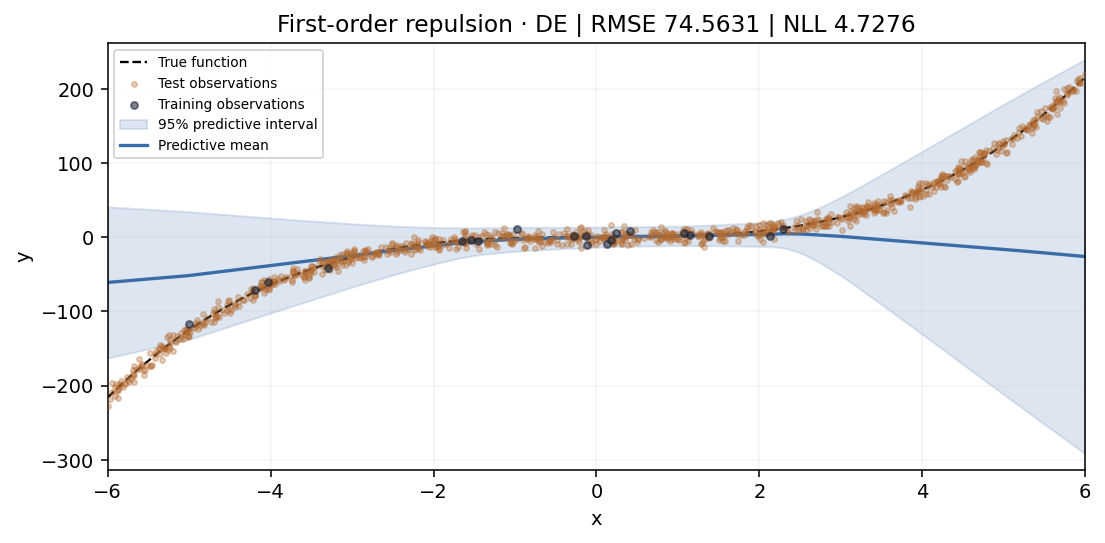 First-order repulsion · DE | RMSE 74.5631 | NLL 4.7276
True function
Test observations
Training observations
95% predictive interval
Predictive mean
200
100
0
−100
−200
−300
y
−6 −4 −2 0 2 4 6
x